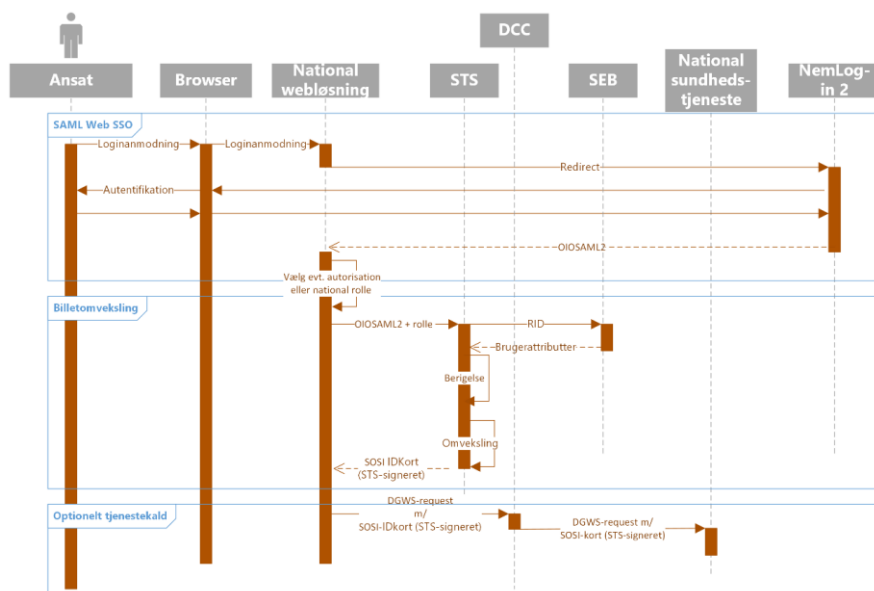 DCC
Ansat
Browser
National
webløsning
STS
SEB
National
sundheds-
tjeneste
NemLog-
in 2
SAML Web SSO
Loginanmodning
Loginanmodning
Redirect
Autentifikation
OIOSAML2
Vælg evt. autorisation
eller national rolle
Billetomveksling
OIOSAML2 + rolle
RID
Brugerattributter
Berigelse
Omveksling
SOSI IDKort
(STS-signeret)
Optionelt tjenestekald
DGWS-request
m/
SOSI-IDkort (STS-signeret)
DGWS-request m/
SOSI-kort (STS-signeret)